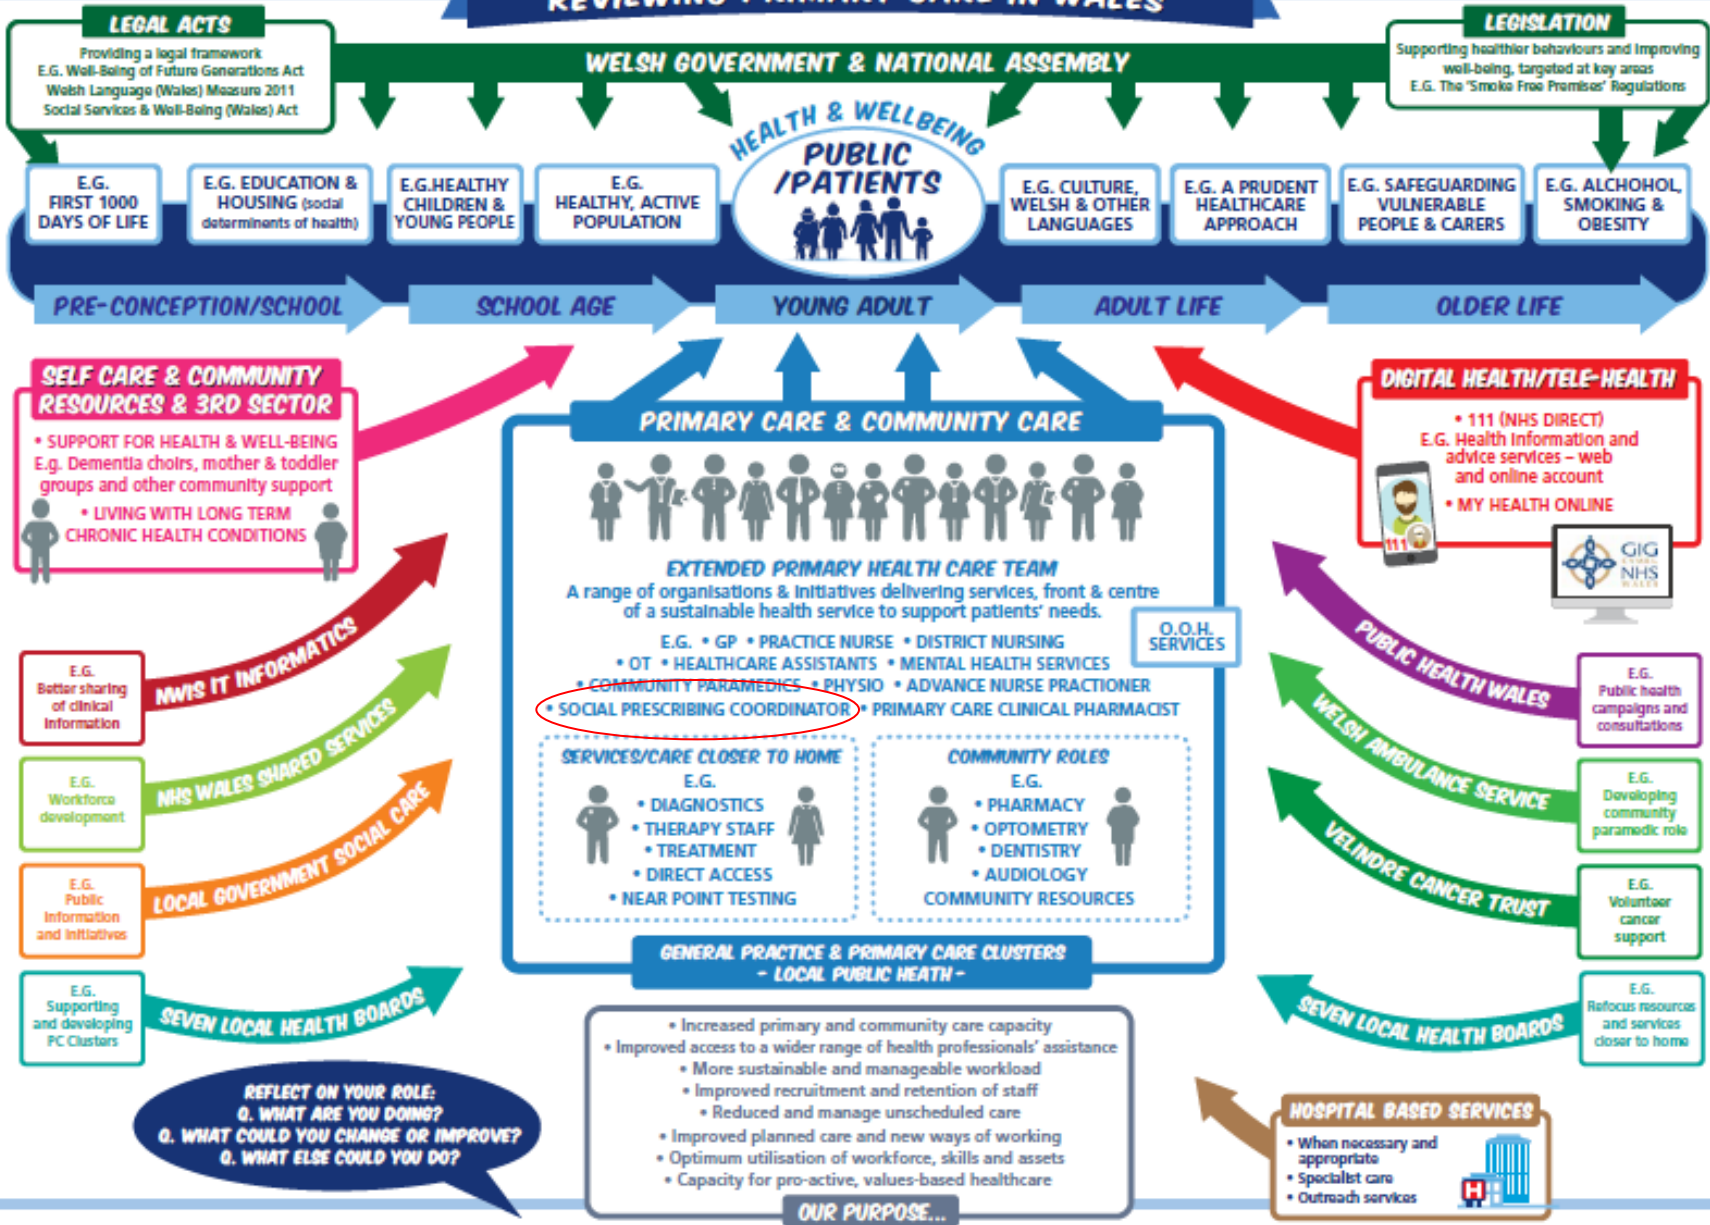 REVIEWING PRIMARY CARE IN WALES
LEGAL ACTS
Providing a legal framework
E.G. Well-Being of Future Generations Act
Welsh Language (Wales) Measure 2011
Social Services & Well-Being (Wales) Act
WELSH GOVERNMENT & NATIONAL ASSEMBLY
LEGISLATION
Supporting healthier behaviours and improving
well-being, targeted at key areas
E.G. The 'Smoke Free Premises' Regulations
HEALTH & WELLBEING
PUBLIC
/PATIENTS
E.G.
FIRST 1000
DAYS OF LIFE
E.G. EDUCATION &
HOUSING (social
determinents of health)
E.G.HEALTHY
CHILDREN &
YOUNG PEOPLE
E.G.
HEALTHY, ACTIVE
POPULATION
E.G. CULTURE,
WELSH & OTHER
LANGUAGES
E.G. A PRUDENT
HEALTHCARE
APPROACH
E.G. SAFEGUARDING
VULNERABLE
PEOPLE & CARERS
E.G. ALCHOHOL,
SMOKING &
OBESITY
PRE-CONCEPTION/SCHOOL
SCHOOL AGE
YOUNG ADULT
ADULT LIFE
OLDER LIFE
SELF CARE & COMMUNITY
RESOURCES & 3RD SECTOR
• SUPPORT FOR HEALTH & WELL-BEING
E.g. Dementia choirs, mother & toddler
groups and other community support
• LIVING WITH LONG TERM
CHRONIC HEALTH CONDITIONS
NWIS IT INFORMATICS
E.G.
Better sharing
of clinical
information
NHS WALES SHARED SERVICES
E.G.
Workforce
development
LOCAL GOVERNMENT SOCIAL CARE
E.G.
Public
information
and initiatives
SEVEN LOCAL HEALTH BOARDS
E.G.
Supporting
and developing
PC Clusters
PRIMARY CARE & COMMUNITY CARE
EXTENDED PRIMARY HEALTH CARE TEAM
A range of organisations & initiatives delivering services, front & centre
of a sustainable health service to support patients' needs.
E.G. • GP • PRACTICE NURSE • DISTRICT NURSING
• OT • HEALTHCARE ASSISTANTS • MENTAL HEALTH SERVICES
• COMMUNITY PARAMEDICS • PHYSIO • ADVANCE NURSE PRACTIONER
• SOCIAL PRESCRIBING COORDINATOR • PRIMARY CARE CLINICAL PHARMACIST
O.O.H.
SERVICES
SERVICES/CARE CLOSER TO HOME
E.G.
• DIAGNOSTICS
• THERAPY STAFF
• TREATMENT
• DIRECT ACCESS
• NEAR POINT TESTING
COMMUNITY ROLES
E.G.
• PHARMACY
• OPTOMETRY
• DENTISTRY
• AUDIOLOGY
COMMUNITY RESOURCES
GENERAL PRACTICE & PRIMARY CARE CLUSTERS
- LOCAL PUBLIC HEATH -
DIGITAL HEALTH/TELE-HEALTH
• 111 (NHS DIRECT)
E.G. Health Information and
advice services – web
and online account
• MY HEALTH ONLINE
111
GIG
CYMRU
NHS
WALES
PUBLIC HEALTH WALES
E.G.
Public health
campaigns and
consultations
WELSH AMBULANCE SERVICE
E.G.
Developing
community
paramedic role
VELINDRE CANCER TRUST
E.G.
Volunteer
cancer
support
SEVEN LOCAL HEALTH BOARDS
E.G.
Refocus resources
and services
closer to home
REFLECT ON YOUR ROLE:
Q. WHAT ARE YOU DOING?
Q. WHAT COULD YOU CHANGE OR IMPROVE?
Q. WHAT ELSE COULD YOU DO?
• Increased primary and community care capacity
• Improved access to a wider range of health professionals' assistance
• More sustainable and manageable workload
• Improved recruitment and retention of staff
• Reduced and manage unscheduled care
• Improved planned care and new ways of working
• Optimum utilisation of workforce, skills and assets
• Capacity for pro-active, values-based healthcare
OUR PURPOSE...
HOSPITAL BASED SERVICES
• When necessary and
appropriate
• Specialist care
• Outreach services
H